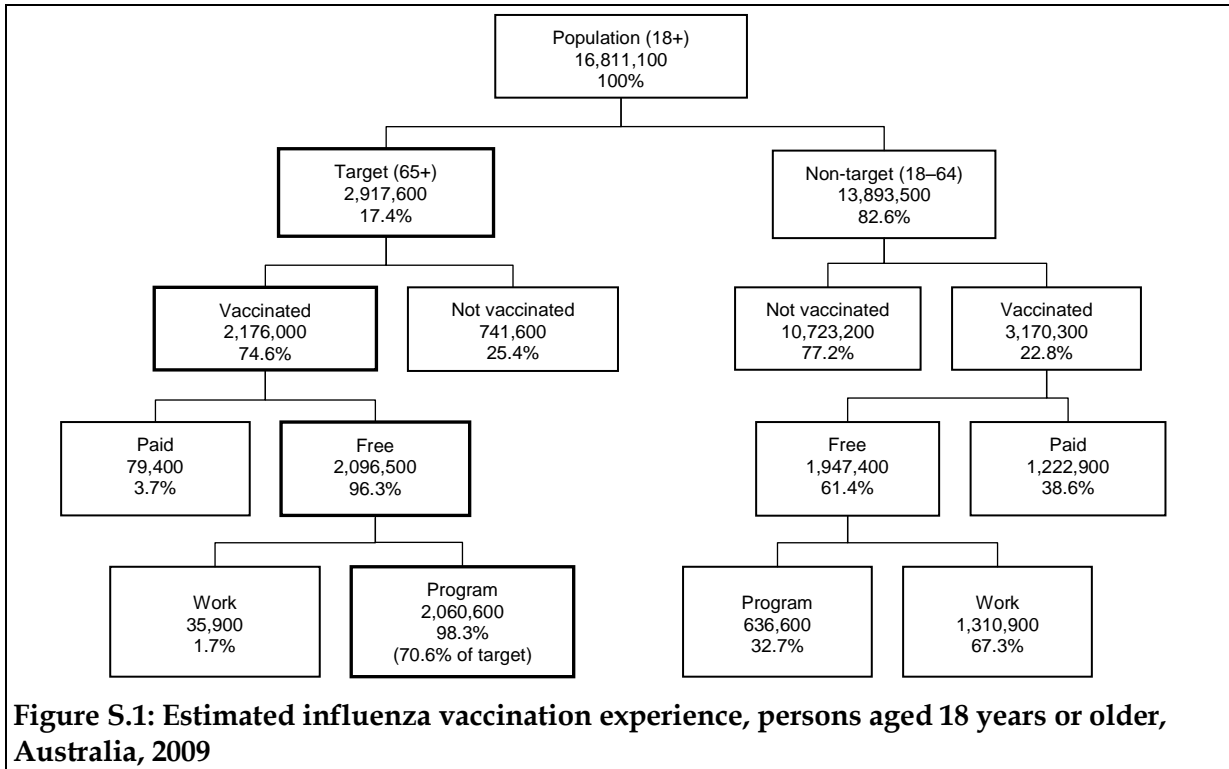 Population (18+)
16,811,100
100%
Target (65+)
2,917,600
17.4%
Non-target (18–64)
13,893,500
82.6%
Vaccinated
2,176,000
74.6%
Not vaccinated
741,600
25.4%
Not vaccinated
10,723,200
77.2%
Vaccinated
3,170,300
22.8%
Paid
79,400
3.7%
Free
2,096,500
96.3%
Free
1,947,400
61.4%
Paid
1,222,900
38.6%
Work
35,900
1.7%
Program
2,060,600
98.3%
(70.6% of target)
Program
636,600
32.7%
Work
1,310,900
67.3%
Figure S.1: Estimated influenza vaccination experience, persons aged 18 years or older,
Australia, 2009